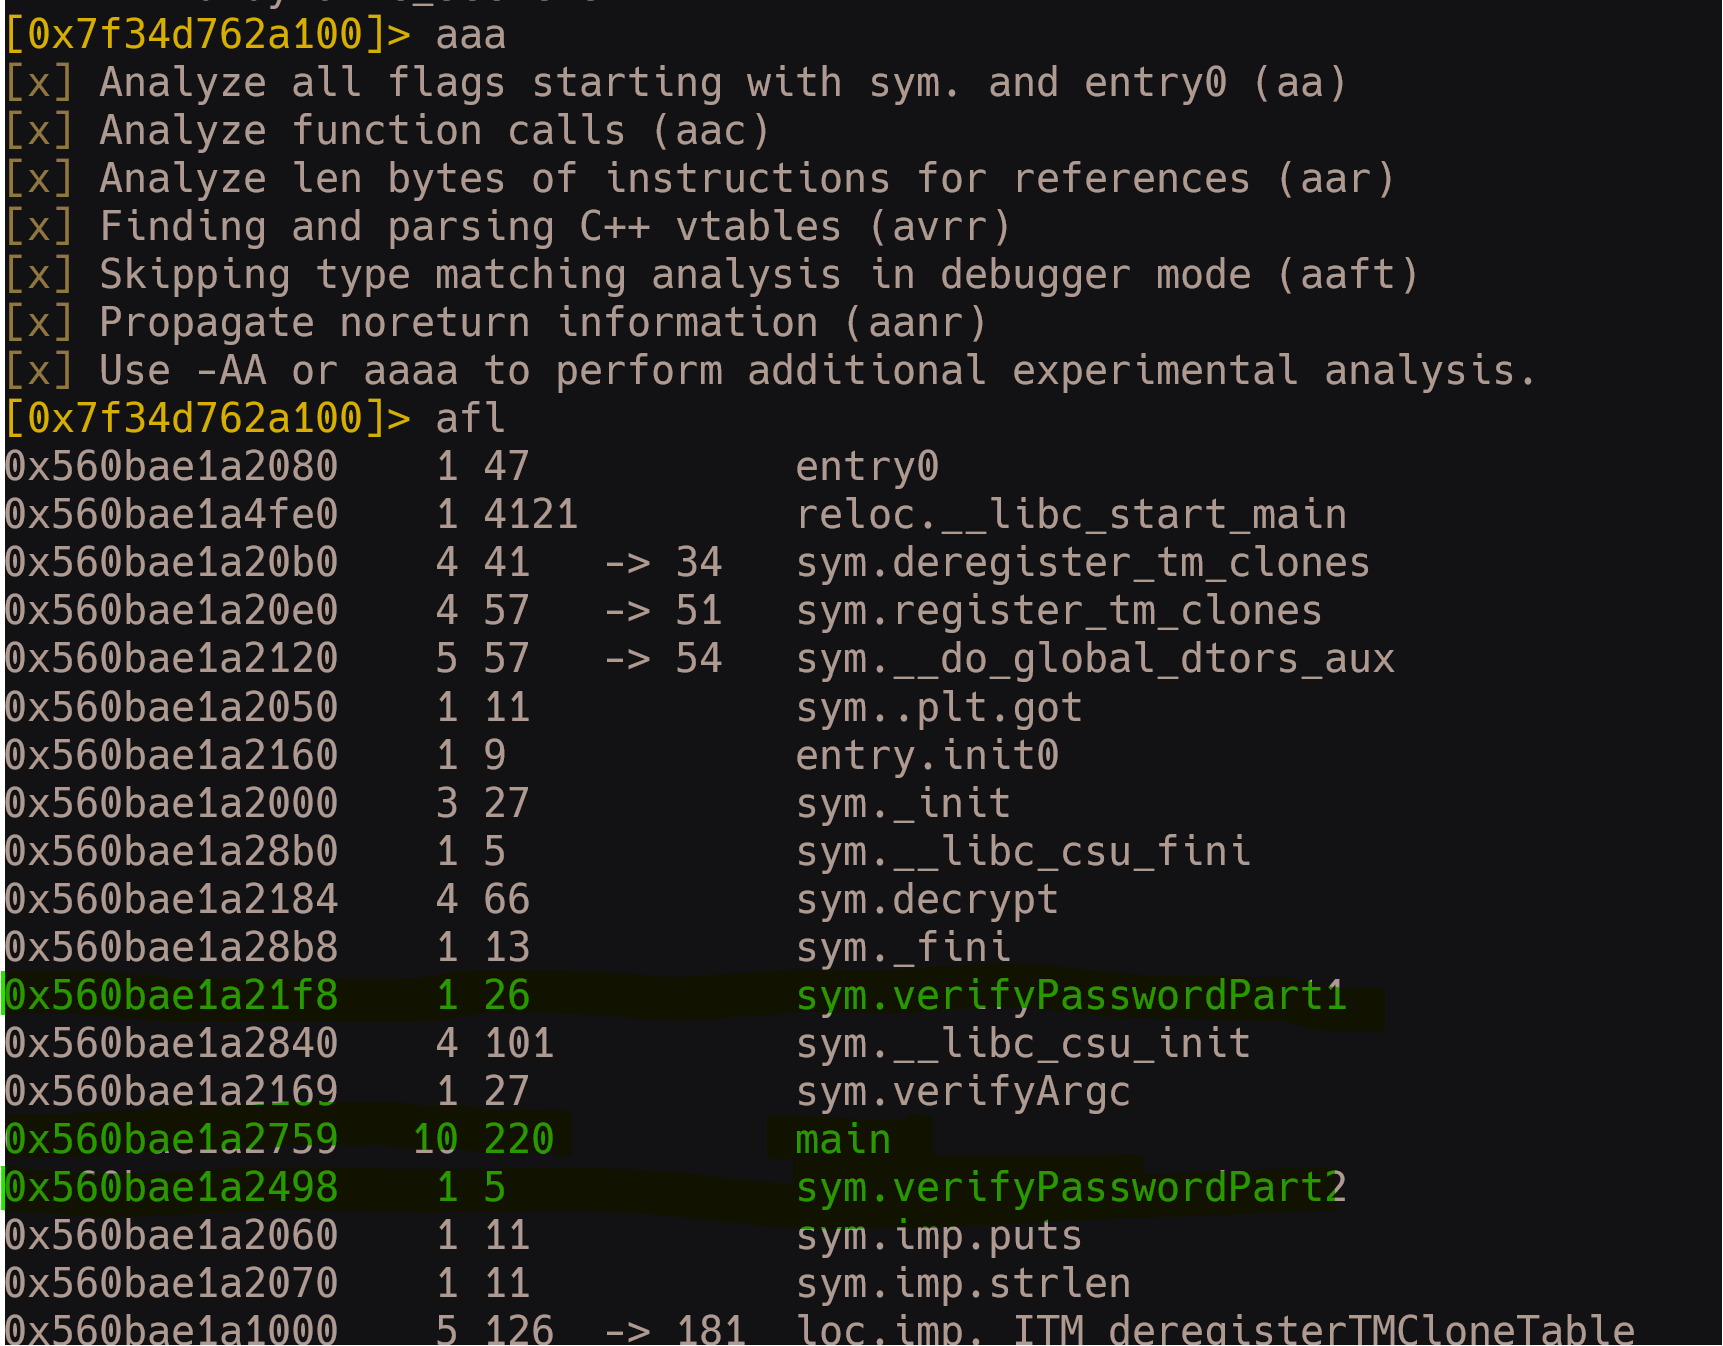 [0x7f34d762a100]> aaa
[x] Analyze all flags starting with sym. and entry0 (aa)
[x] Analyze function calls (aac)
[x] Analyze len bytes of instructions for references (aar)
[x] Finding and parsing C++ vtables (avrr)
[x] Skipping type matching analysis in debugger mode (aaft)
[x] Propagate noreturn information (aanr)
[x] Use -AA or aaaa to perform additional experimental analysis.
[0x7f34d762a100]> afl
0x560bae1a2080    1 47           entry0
0x560bae1a4fe0    1 4121         reloc.__libc_start_main
0x560bae1a20b0    4 41   -> 34   sym.deregister_tm_clones
0x560bae1a20e0    4 57   -> 51   sym.register_tm_clones
0x560bae1a2120    5 57   -> 54   sym.__do_global_dtors_aux
0x560bae1a2050    1 11           sym..plt.got
0x560bae1a2160    1 9            entry.init0
0x560bae1a2000    3 27           sym._init
0x560bae1a28b0    1 5            sym.__libc_csu_fini
0x560bae1a2184    4 66           sym.decrypt
0x560bae1a28b8    1 13           sym._fini
0x560bae1a21f8    1 26           sym.verifyPasswordPart1
0x560bae1a2840    4 101          sym.__libc_csu_init
0x560bae1a2169    1 27           sym.verifyArgc
0x560bae1a2759   10 220          main
0x560bae1a2498    1 5            sym.verifyPasswordPart2
0x560bae1a2060    1 11           sym.imp.puts
0x560bae1a2070    1 11           sym.imp.strlen
0x560bae1a1000    5 126  -> 181  loc.imp._ITM_deregisterTMCloneTable